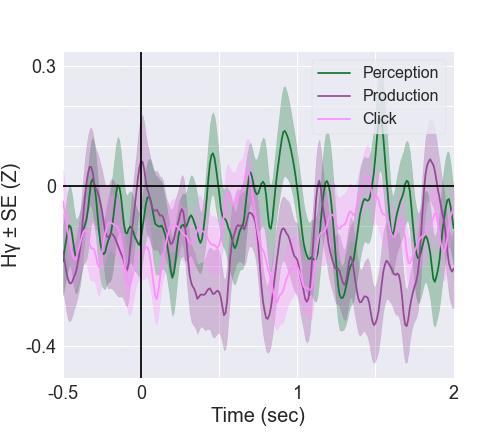 0.3
0
-0.4
Hγ ± SE (Z)
Perception
Production
Click
-0.5
0
1
2
Time (sec)